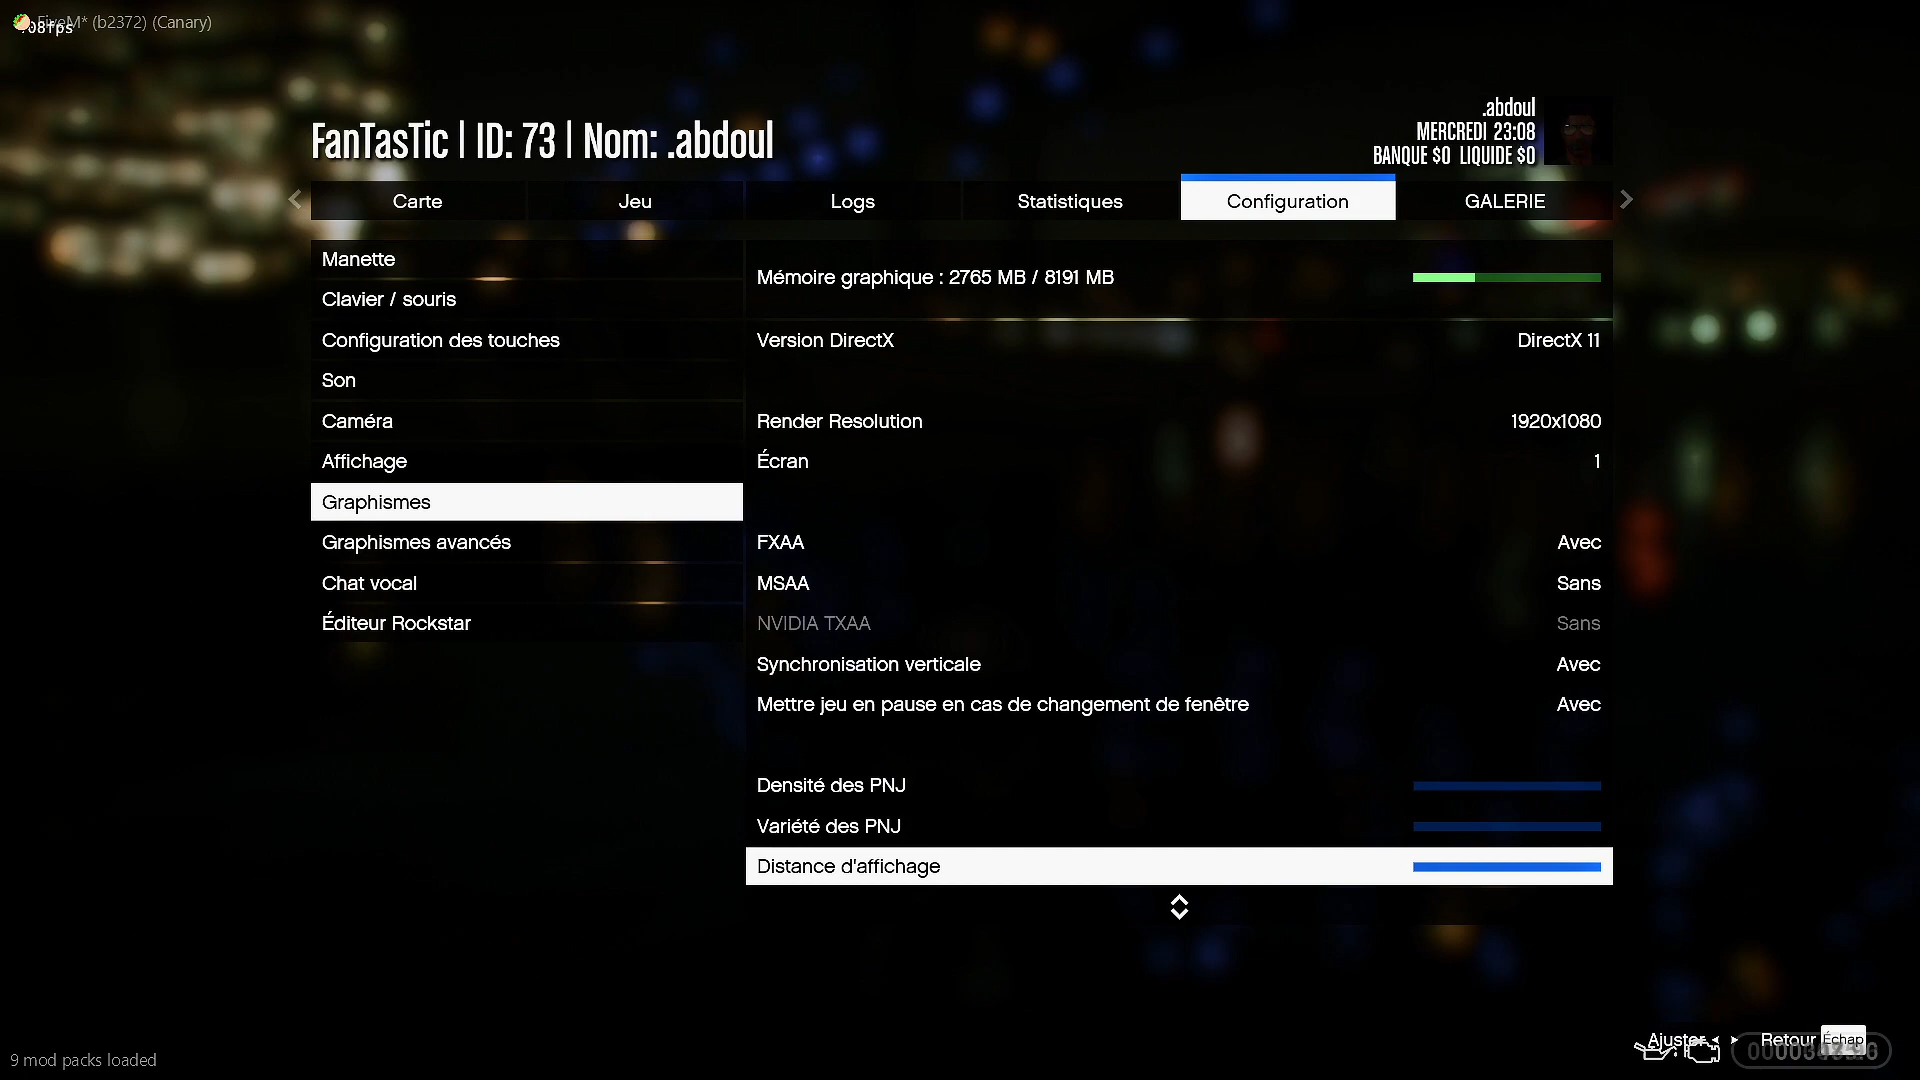 FiveM* (b2372) (Canary)
FanTasTic | ID: 73 | Nom: .abdoul
.abdoul
MERCREDI 23:08
BANQUE $0 LIQUIDE $0
Carte
Jeu
Logs
Statistiques
Configuration
GALERIE
Manette
Clavier / souris
Configuration des touches
Son
Caméra
Affichage
Graphismes
Graphismes avancés
Chat vocal
Éditeur Rockstar
Mémoire graphique : 2765 MB / 8191 MB
Version DirectX
DirectX 11
Render Resolution
1920x1080
Écran
1
FXAA
Avec
MSAA
Sans
NVIDIA TXAA
Sans
Synchronisation verticale
Avec
Mettre jeu en pause en cas de changement de fenêtre
Avec
Densité des PNJ
Variété des PNJ
Distance d'affichage
Ajuster
Retour Échap
9 mod packs loaded